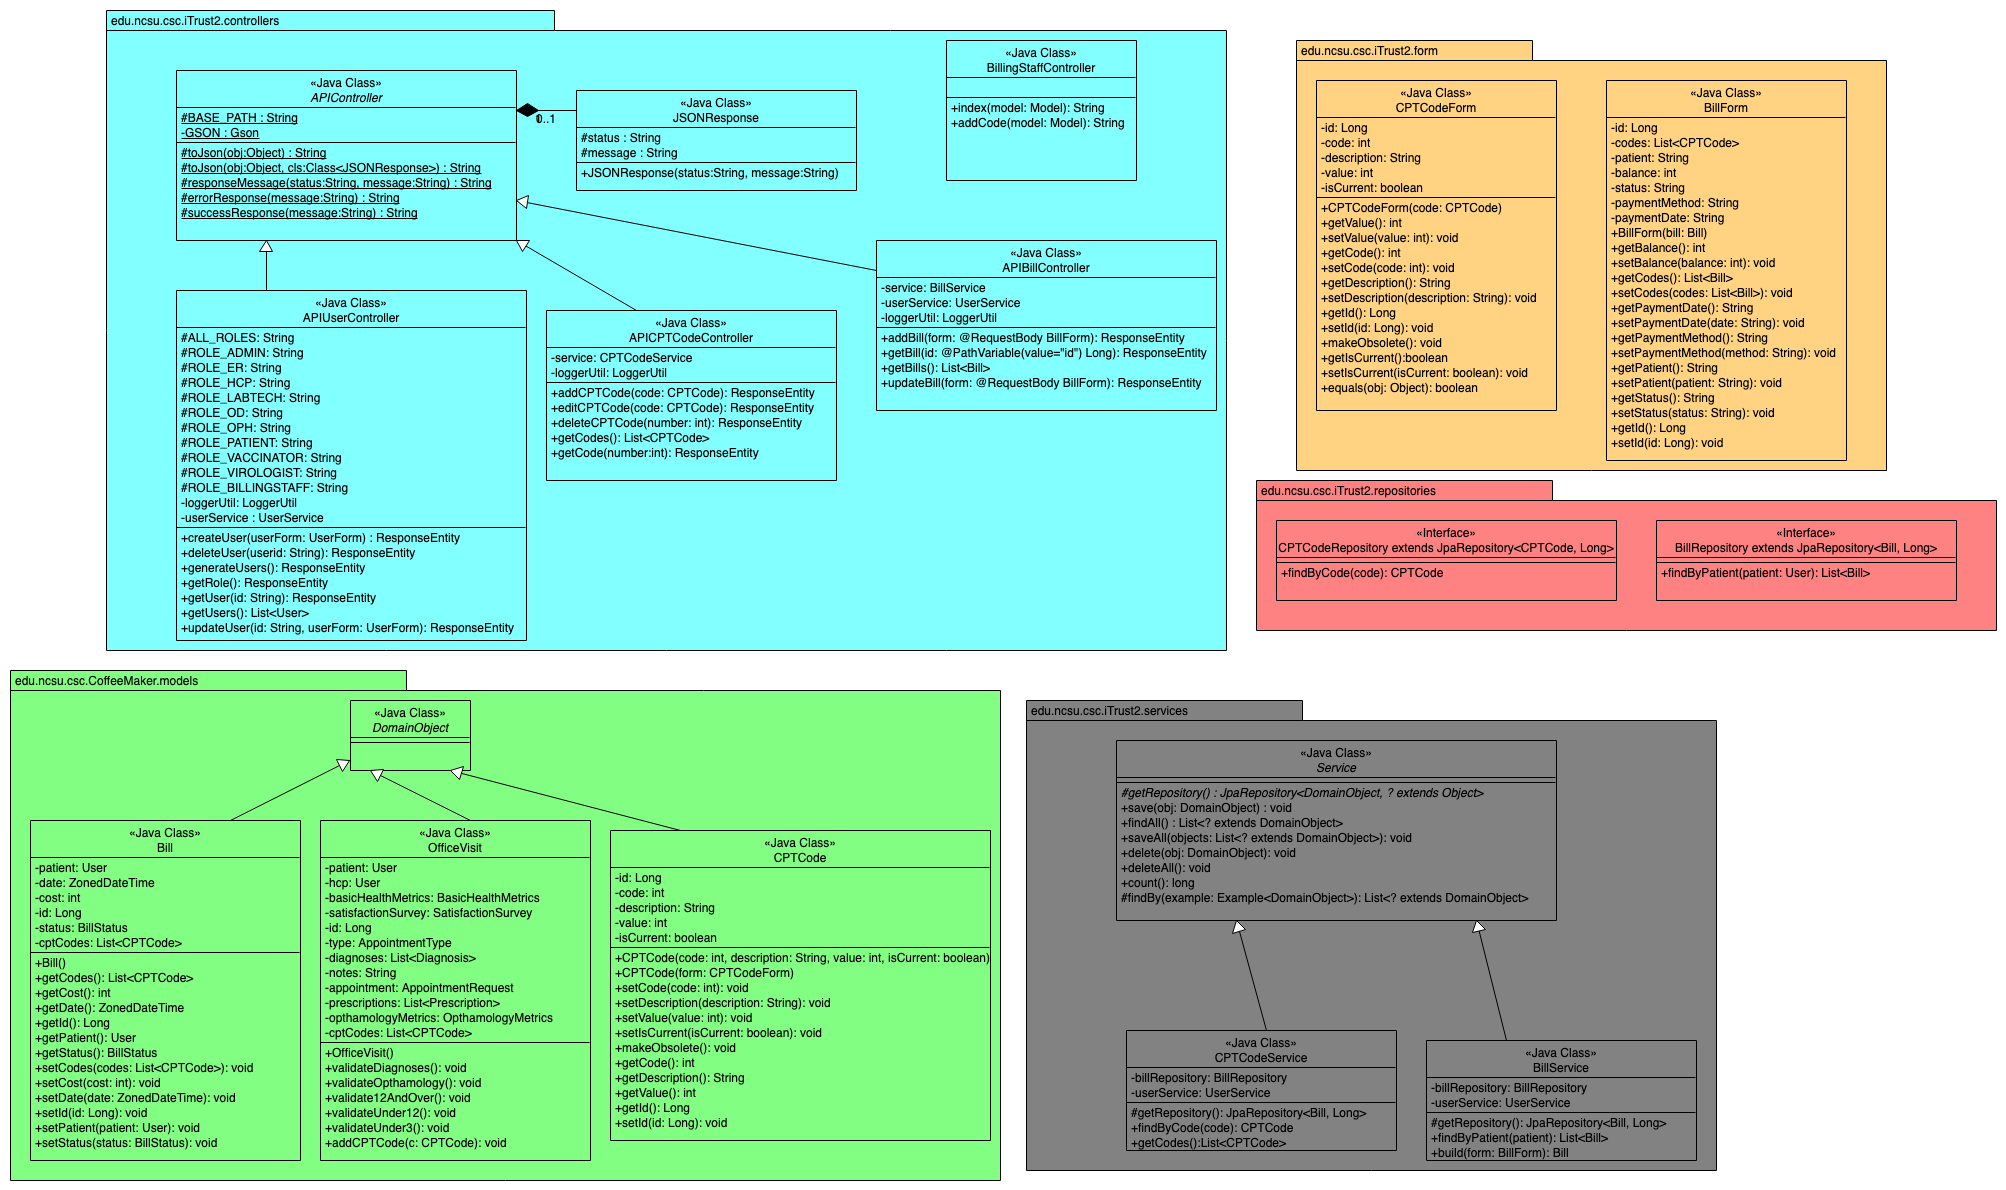 edu.ncsu.csc.iTrust2.controllers
«Java Class»
APIController
#BASE_PATH : String
-GSON : Gson
#toJson(obj:Object) : String
#toJson(obj:Object, cls:Class<JSONResponse>) : String
#responseMessage(status:String, message:String) : String
#errorResponse(message:String) : String
#successResponse(message:String) : String
0..1
«Java Class»
JSONResponse
#status : String
#message : String
+JSONResponse(status:String, message:String)
«Java Class»
BillingStaffController
+index(model: Model): String
+addCode(model: Model): String
«Java Class»
APIUserController
#ALL_ROLES: String
#ROLE_ADMIN: String
#ROLE_ER: String
#ROLE_HCP: String
#ROLE_LABTECH: String
#ROLE_OD: String
#ROLE_OPH: String
#ROLE_PATIENT: String
#ROLE_VACCINATOR: String
#ROLE_VIROLOGIST: String
#ROLE_BILLINGSTAFF: String
-loggerUtil: LoggerUtil
-userService : UserService
+createUser(userForm: UserForm) : ResponseEntity
+deleteUser(userid: String): ResponseEntity
+generateUsers(): ResponseEntity
+getRole(): ResponseEntity
+getUser(id: String): ResponseEntity
+getUsers(): List<User>
+updateUser(id: String, userForm: UserForm): ResponseEntity
«Java Class»
APICPTCodeController
-service: CPTCodeService
-loggerUtil: LoggerUtil
+addCPTCode(code: CPTCode): ResponseEntity
+editCPTCode(code: CPTCode): ResponseEntity
+deleteCPTCode(number: int): ResponseEntity
+getCodes(): List<CPTCode>
+getCode(number:int): ResponseEntity
«Java Class»
APIBillController
-service: BillService
-userService: UserService
-loggerUtil: LoggerUtil
+addBill(form: @RequestBody BillForm): ResponseEntity
+getBill(id: @PathVariable(value="id") Long): ResponseEntity
+getBills(): List<Bill>
+updateBill(form: @RequestBody BillForm): ResponseEntity
edu.ncsu.csc.iTrust2.form
«Java Class»
CPTCodeForm
-id: Long
-code: int
-description: String
-value: int
-isCurrent: boolean
+CPTCodeForm(code: CPTCode)
+getValue(): int
+setValue(value: int): void
+getCode(): int
+setCode(code: int): void
+getDescription(): String
+setDescription(description: String): void
+getId(): Long
+setId(id: Long): void
+makeObsolete(): void
+getIsCurrent():boolean
+setIsCurrent(isCurrent: boolean): void
+equals(obj: Object): boolean
«Java Class»
BillForm
-id: Long
-codes: List<CPTCode>
-patient: String
-balance: int
-status: String
-paymentMethod: String
-paymentDate: String
+BillForm(bill: Bill)
+getBalance(): int
+setBalance(balance: int): void
+getCodes(): List<Bill>
+setCodes(codes: List<Bill>): void
+getPaymentDate(): String
+setPaymentDate(date: String): void
+getPaymentMethod(): String
+setPaymentMethod(method: String): void
+getPatient(): String
+setPatient(patient: String): void
+getStatus(): String
+setStatus(status: String): void
+getId(): Long
+setId(id: Long): void
edu.ncsu.csc.iTrust2.repositories
«Interface»
CPTCodeRepository extends JpaRepository<CPTCode, Long>
+findByCode(code): CPTCode
«Interface»
BillRepository extends JpaRepository<Bill, Long>
+findByPatient(patient: User): List<Bill>
edu.ncsu.csc.CoffeeMaker.models
«Java Class»
DomainObject
«Java Class»
Bill
-patient: User
-date: ZonedDateTime
-cost: int
-id: Long
-status: BillStatus
-cptCodes: List<CPTCode>
+Bill()
+getCodes(): List<CPTCode>
+getCost(): int
+getDate(): ZonedDateTime
+getId(): Long
+getPatient(): User
+getStatus(): BillStatus
+setCodes(codes: List<CPTCode>): void
+setCost(cost: int): void
+setDate(date: ZonedDateTime): void
+setId(id: Long): void
+setPatient(patient: User): void
+setStatus(status: BillStatus): void
«Java Class»
OfficeVisit
-patient: User
-hcp: User
-basicHealthMetrics: BasicHealthMetrics
-satisfactionSurvey: SatisfactionSurvey
-id: Long
-type: AppointmentType
-diagnoses: List<Diagnosis>
-notes: String
-appointment: AppointmentRequest
-prescriptions: List<Prescription>
-opthamologyMetrics: OpthamologyMetrics
-cptCodes: List<CPTCode>
+OfficeVisit()
+validateDiagnoses(): void
+validateOpthamology(): void
+validate12AndOver(): void
+validateUnder12(): void
+validateUnder3(): void
+addCPTCode(c: CPTCode): void
«Java Class»
CPTCode
-id: Long
-code: int
-description: String
-value: int
-isCurrent: boolean
+CPTCode(code: int, description: String, value: int, isCurrent: boolean)
+CPTCode(form: CPTCodeForm)
+setCode(code: int): void
+setDescription(description: String): void
+setValue(value: int): void
+setIsCurrent(isCurrent: boolean): void
+makeObsolete(): void
+getCode(): int
+getDescription(): String
+getValue(): int
+getId(): Long
+setId(id: Long): void
edu.ncsu.csc.iTrust2.services
«Java Class»
Service
#getRepository() : JpaRepository<DomainObject, ? extends Object>
+save(obj: DomainObject) : void
+findAll() : List<? extends DomainObject>
+saveAll(objects: List<? extends DomainObject>): void
+delete(obj: DomainObject): void
+deleteAll(): void
+count(): long
#findBy(example: Example<DomainObject>): List<? extends DomainObject>
«Java Class»
CPTCodeService
-billRepository: BillRepository
-userService: UserService
#getRepository(): JpaRepository<Bill, Long>
+findByCode(code): CPTCode
+getCodes():List<CPTCode>
«Java Class»
BillService
-billRepository: BillRepository
-userService: UserService
#getRepository(): JpaRepository<Bill, Long>
+findByPatient(patient): List<Bill>
+build(form: BillForm): Bill